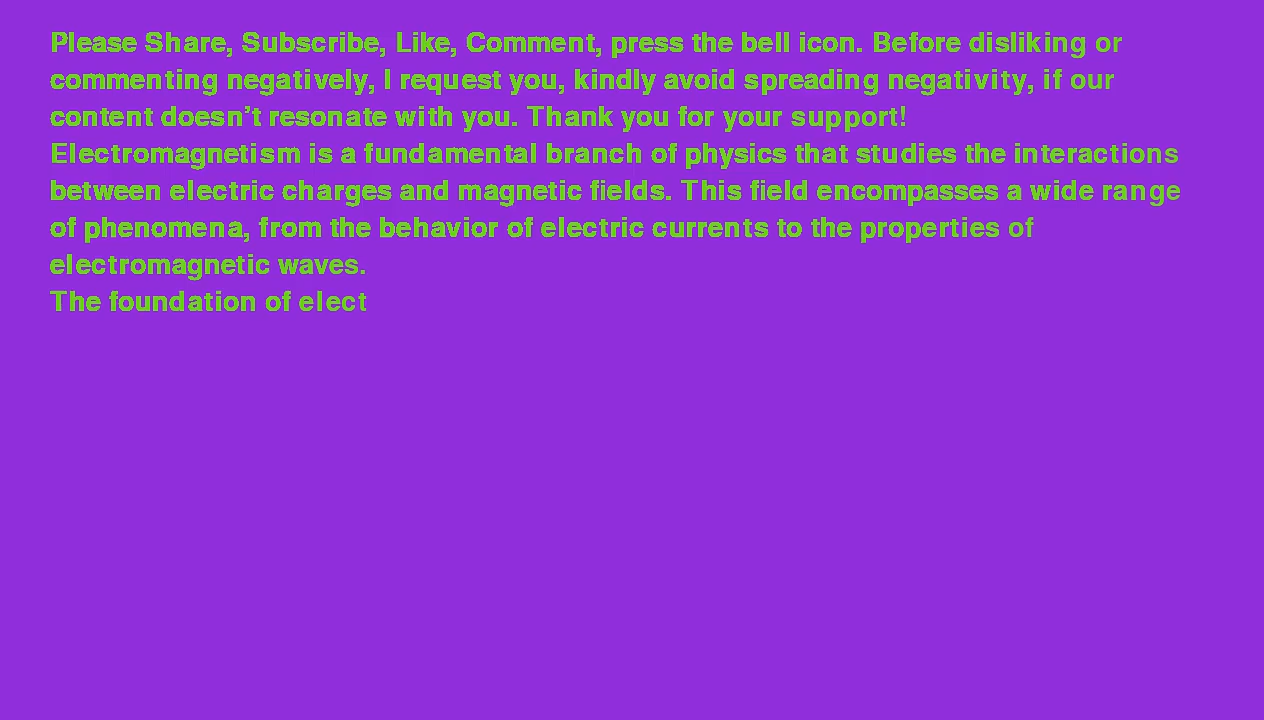 Please Share, Subscribe, Like, Comment, press the bell icon. Before disliking or
commenting negatively, I request you, kindly avoid spreading negativity, if our
content doesn’t resonate with you. Thank you for your support!
Electromagnetism is a fundamental branch of physics that studies the interactions
between electric charges and magnetic fields. This field encompasses a wide range
of phenomena, from the behavior of electric currents to the properties of
electromagnetic waves.
The foundation of elect